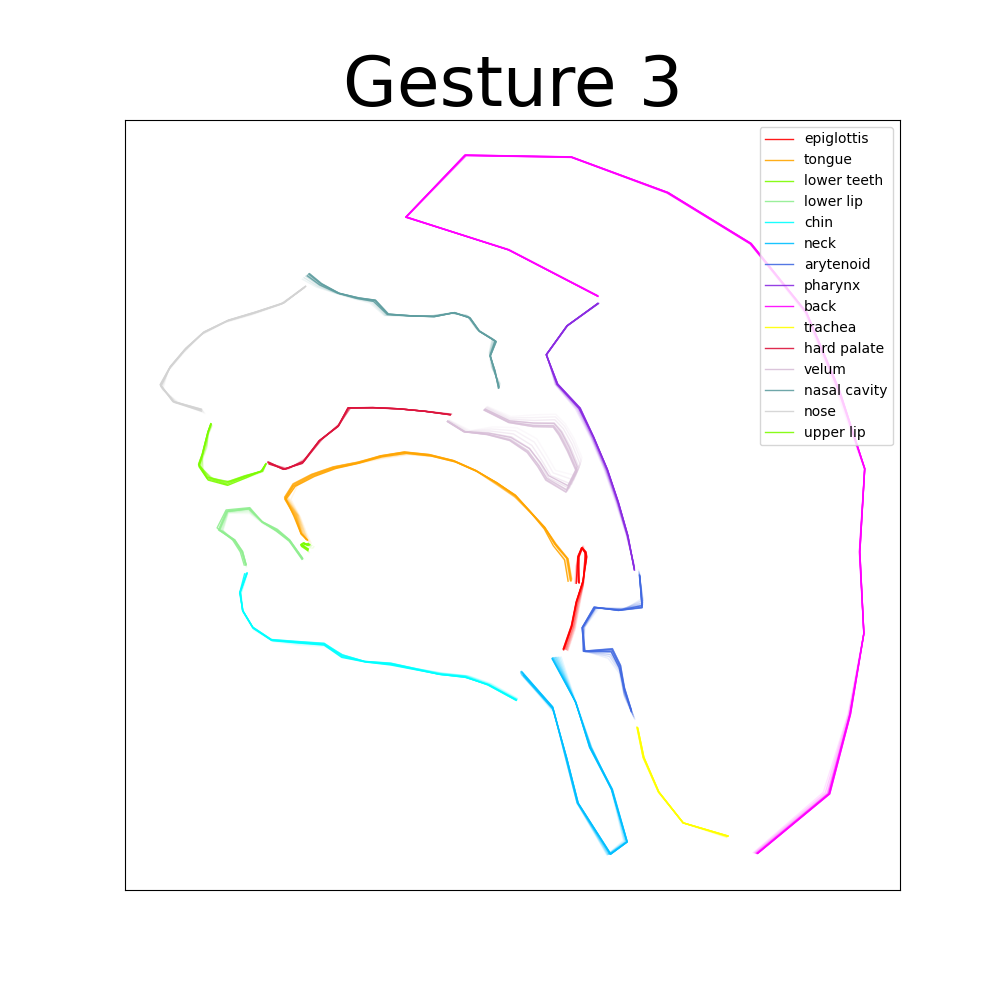 Gesture 3
epiglottis
tongue
lower teeth
lower lip
chin
neck
arytenoid
pharynx
back
trachea
hard palate
velum
nasal cavity
nose
upper lip